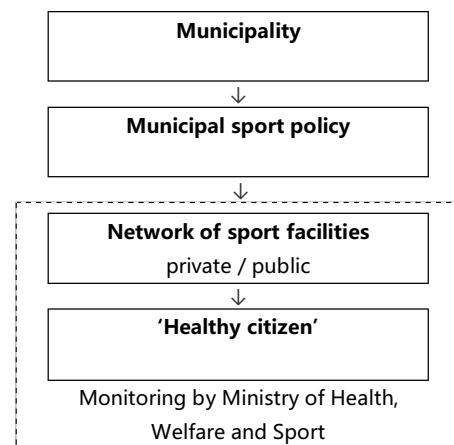 Municipality
↓
Municipal sport policy
↓
Network of sport facilities
private / public
↓
‘Healthy citizen’
Monitoring by Ministry of Health,
Welfare and Sport